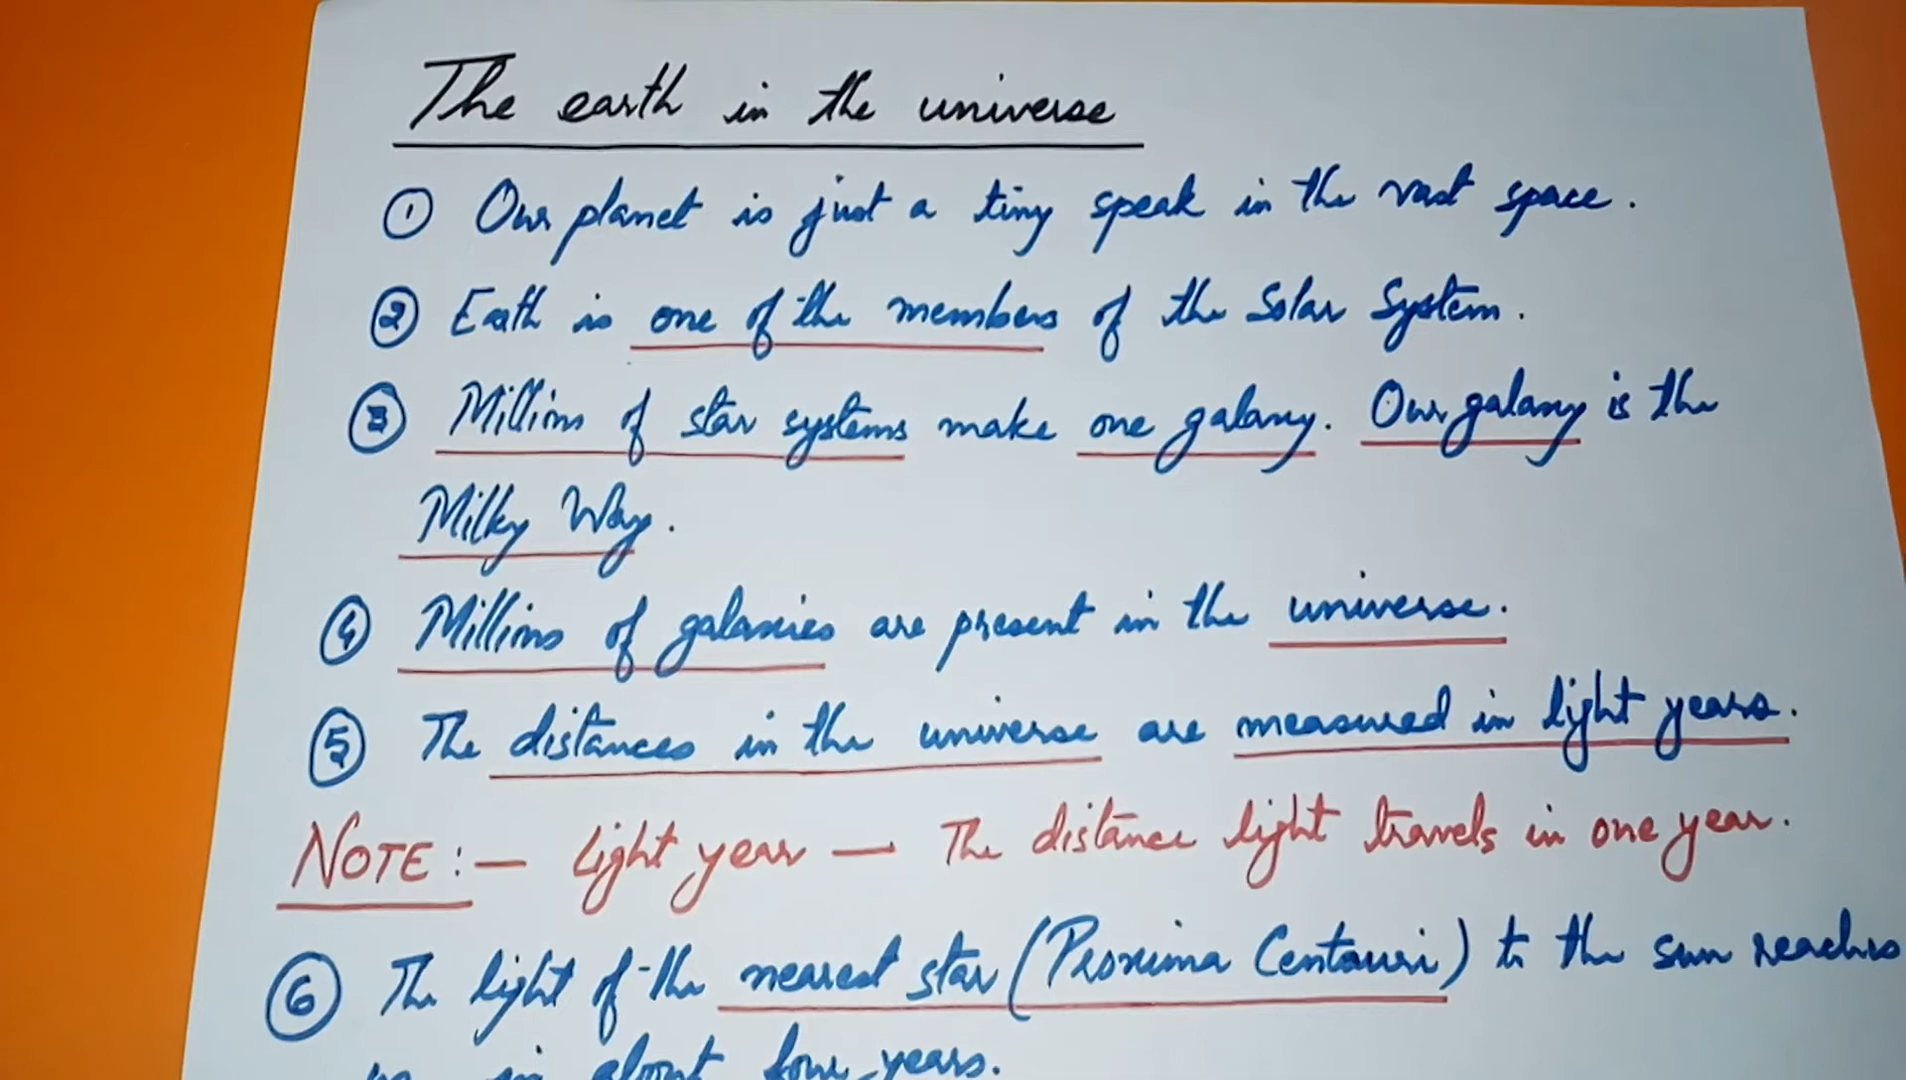 The earth in the universe
① Our planet is just a tiny speak in the vast space.
② Earth is one of the members of the Solar System.
③ Millions of star systems make one galaxy. Our galaxy is the
Milky Way.
④ Millions of galaxies are present in the universe.
⑤ The distances in the universe are measured in light years.
NOTE :— Light year — The distance light travels in one year.
⑥ The light of the nearest star (Proxima Centauri) to the sun reaches
us in about four years.